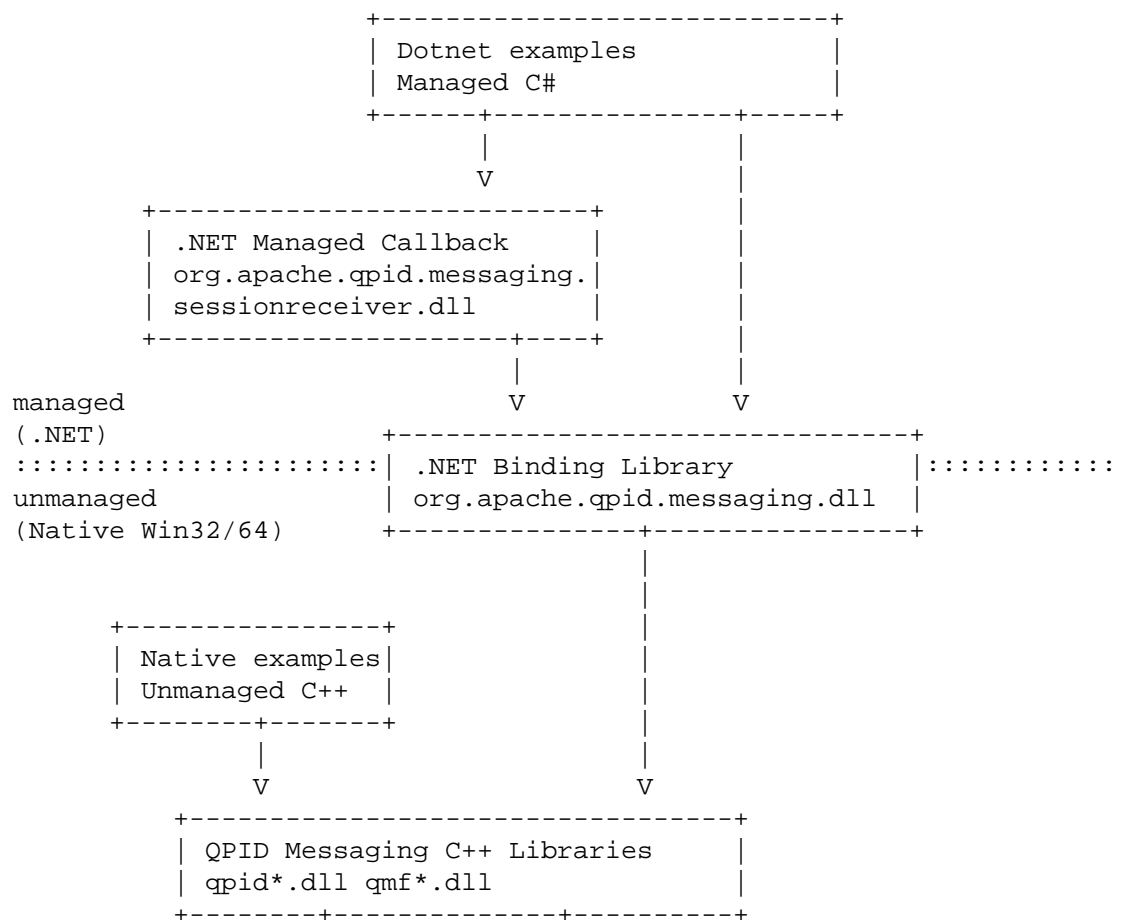 Dotnet examples
Managed C#
V
.NET Managed Callback
org.apache.qpid.messaging.
sessionreceiver.dll
managed
V V
(.NET)
.NET Binding Library
unmanaged
org.apache.qpid.messaging.dll
(Native Win32/64)
Native examples
Unmanaged C++
V V
QPID Messaging C++ Libraries
qpid*.dll qmf*.dll